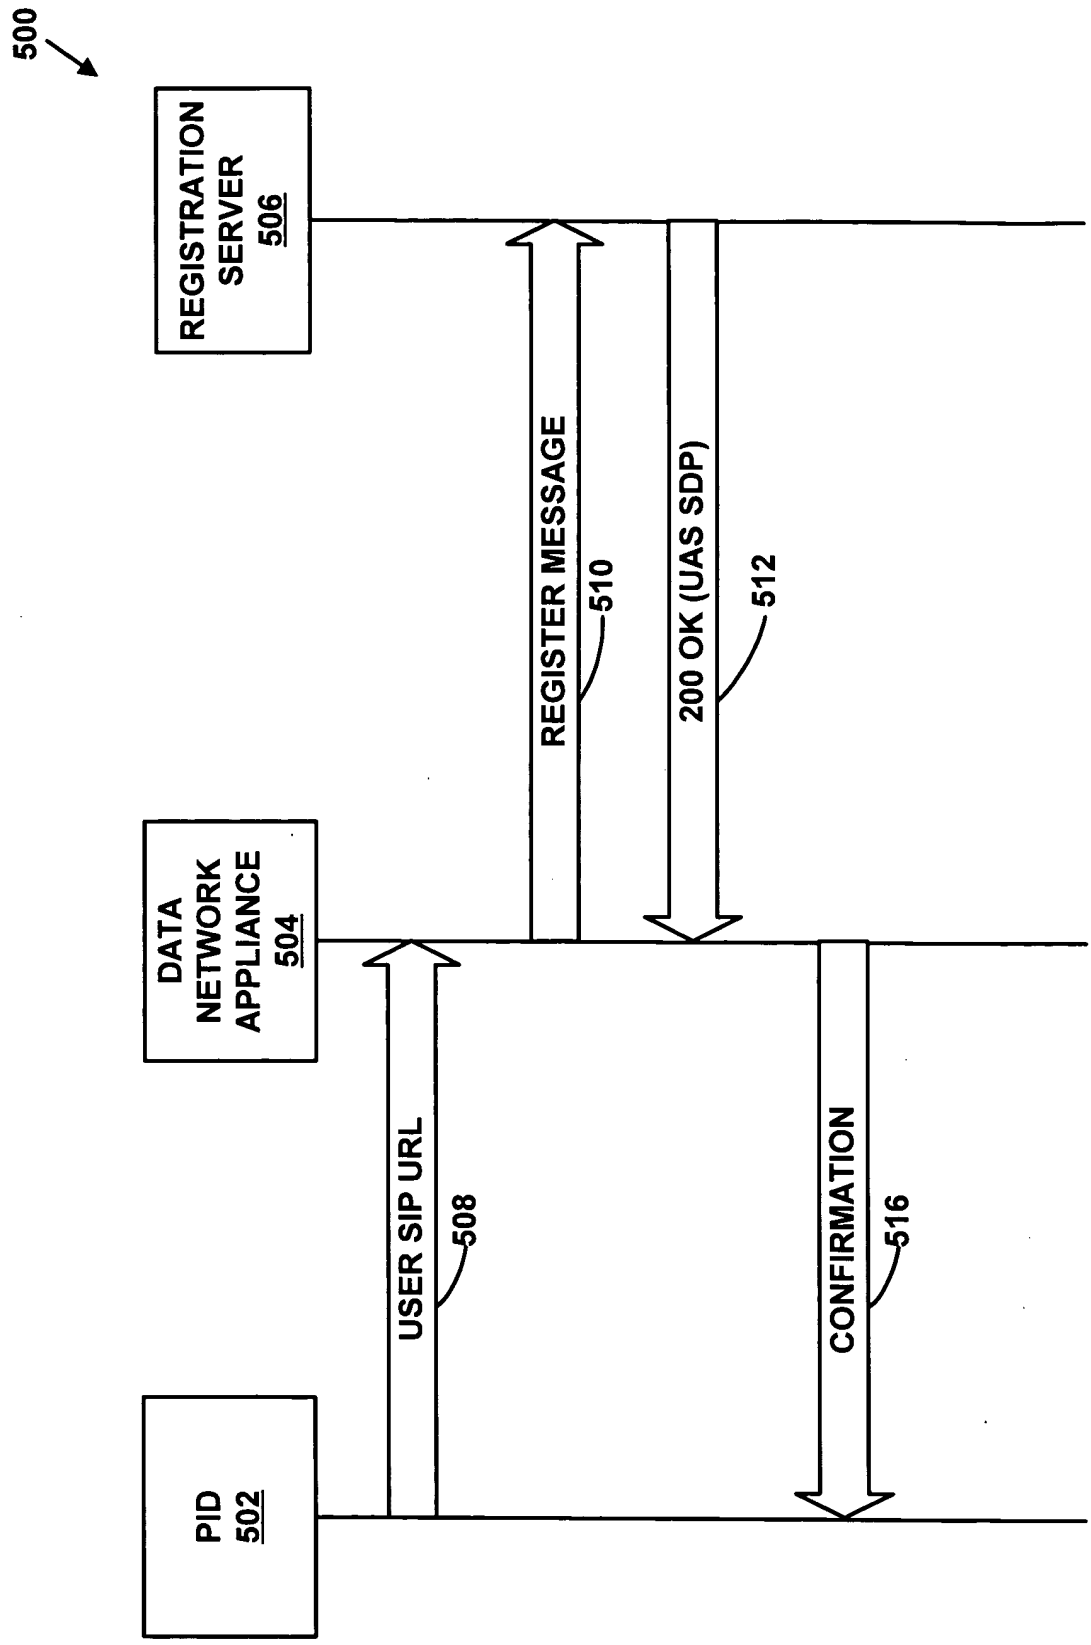 500
PID
502
DATA
NETWORK
APPLIANCE
504
REGISTRATION
SERVER
506
USER SIP URL
508
REGISTER MESSAGE
510
200 OK (UAS SDP)
512
CONFIRMATION
516